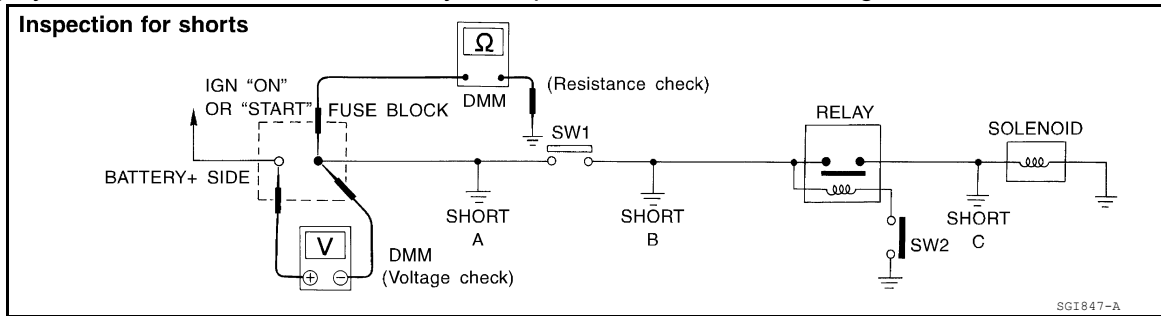 Inspection for shorts
Ω
IGN "ON"
OR "START"
FUSE BLOCK
DMM
(Resistance check)
SW1
RELAY
SOLENOID
BATTERY+ SIDE
SHORT
A
SHORT
B
SHORT
C
SW2
V
+
−
DMM
(Voltage check)
SGI847-A